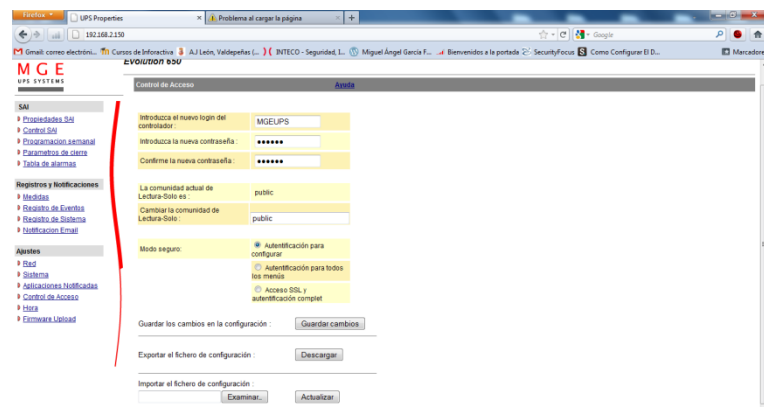 Firefox
UPS Properties
Problema al cargar la página
192.168.2.150
Google
Gmail: correo electróni...
Cursos de Inforactiva
A.J León, Valdepeñas (...
INTECO - Seguridad, I...
Miguel Ángel García F...
Bienvenidos a la portada
SecurityFocus
Como Configurar El D...
Marcadores
MGE
UPS SYSTEMS
Evolution 650
Control de Acceso
Ayuda
SAI
Propiedades SAI
Control SAI
Programacion semanal
Parametros de cierre
Tabla de alarmas
Registros y Notificaciones
Medidas
Registro de Eventos
Registro de Sistema
Notificacion Email
Ajustes
Red
Sistema
Aplicaciones Notificadas
Control de Acceso
Hora
Firmware Upload
Introduzca el nuevo login del
controlador :
MGEUPS
Introduzca la nueva contraseña :
Confirme la nueva contraseña :
La comunidad actual de
Lectura-Solo es :
public
Cambiar la comunidad de
Lectura-Solo :
public
Modo seguro:
Autentificación para
configurar
Autentificación para todos
los menús
Acceso SSL y
autentificación complet
Guardar los cambios en la configuración :
Guardar cambios
Exportar el fichero de configuración :
Descargar
Importar el fichero de configuración :
Examinar..
Actualizar